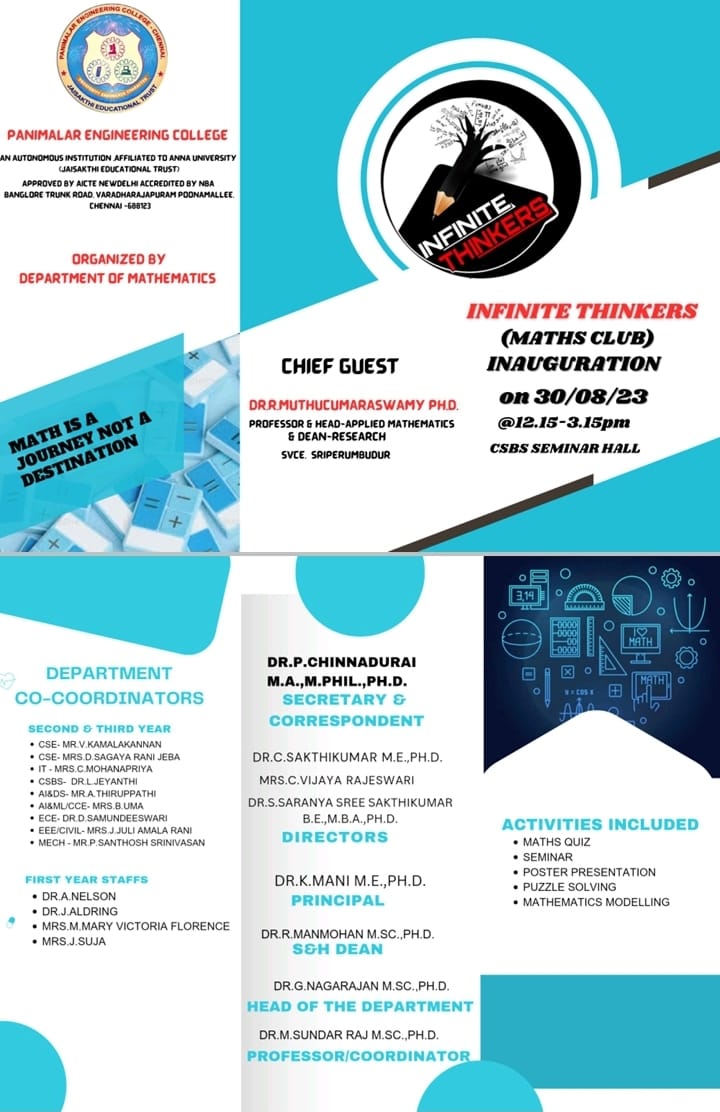 PANIMALAR ENGINEERING COLLEGE - CHENNAI
JAISAKTHI EDUCATIONAL TRUST
PANIMALAR ENGINEERING COLLEGE
AN AUTONOMOUS INSTITUTION ,AFFILIATED TO ANNA UNIVERSITY
(JAISAKTHI EDUCATIONAL TRUST)
APPROVED BY AICTE NEWDELHI ACCREDITED BY NBA
BANGLORE TRUNK ROAD, VARADHARAJAPURAM POONAMALLEE,
CHENNAI -688123
ORGANIZED BY
DEPARTMENT OF MATHEMATICS
MATH IS A
JOURNEY NOT A
DESTINATION
INFINITE
THINKERS
CHIEF GUEST
DR.R.MUTHUCUMARASWAMY PH.D.
PROFESSOR & HEAD-APPLIED MATHEMATICS
& DEAN-RESEARCH
SVCE, SRIPERUMBUDUR
INFINITE THINKERS
(MATHS CLUB)
INAUGURATION
on 30/08/23
@12.15-3.15pm
CSBS SEMINAR HALL
DEPARTMENT
CO-COORDINATORS
SECOND & THIRD YEAR
• CSE- MR.V.KAMALAKANNAN
• CSE- MRS.D.SAGAYA RANI JEBA
• IT - MRS.C.MOHANAPRIYA
• CSBS- DR.L.JEYANTHI
• AI&DS- MR.A.THIRUPPATHI
• AI&ML/CCE- MRS.B.UMA
• ECE- DR.D.SAMUNDEESWARI
• EEE/CIVIL- MRS.J.JULI AMALA RANI
• MECH - MR.P.SANTHOSH SRINIVASAN
FIRST YEAR STAFFS
• DR.A.NELSON
• DR.J.ALDRING
• MRS.M.MARY VICTORIA FLORENCE
• MRS.J.SUJA
DR.P.CHINNADURAI
M.A.,M.PHIL.,PH.D.
SECRETARY &
CORRESPONDENT
DR.C.SAKTHIKUMAR M.E.,PH.D.
MRS.C.VIJAYA RAJESWARI
DR.S.SARANYA SREE SAKTHIKUMAR
B.E.,M.B.A.,PH.D.
DIRECTORS
DR.K.MANI M.E.,PH.D.
PRINCIPAL
DR.R.MANMOHAN M.SC.,PH.D.
S&H DEAN
DR.G.NAGARAJAN M.SC.,PH.D.
HEAD OF THE DEPARTMENT
DR.M.SUNDAR RAJ M.SC.,PH.D.
PROFESSOR/COORDINATOR
3,14
I ❤ MATH
MATH
y = cos x
ACTIVITIES INCLUDED
• MATHS QUIZ
• SEMINAR
• POSTER PRESENTATION
• PUZZLE SOLVING
• MATHEMATICS MODELLING